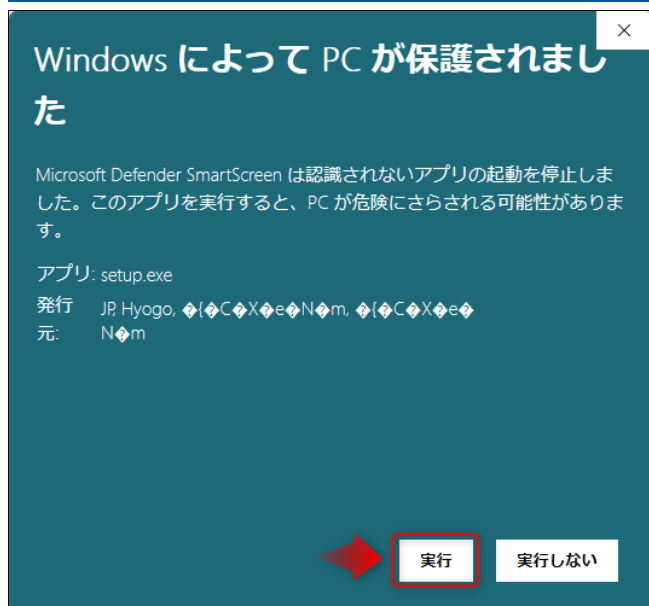 Windows によって PC が保護されまし
た
Microsoft Defender SmartScreen は認識されないアプリの起動を停止しま
した。このアプリを実行すると、PC が危険にさらされる可能性がありま
す。
アプリ: setup.exe
発行 JP, Hyogo, �{�C�X�e�N�m, �{�C�X�e�
元: N�m
実行 実行しない